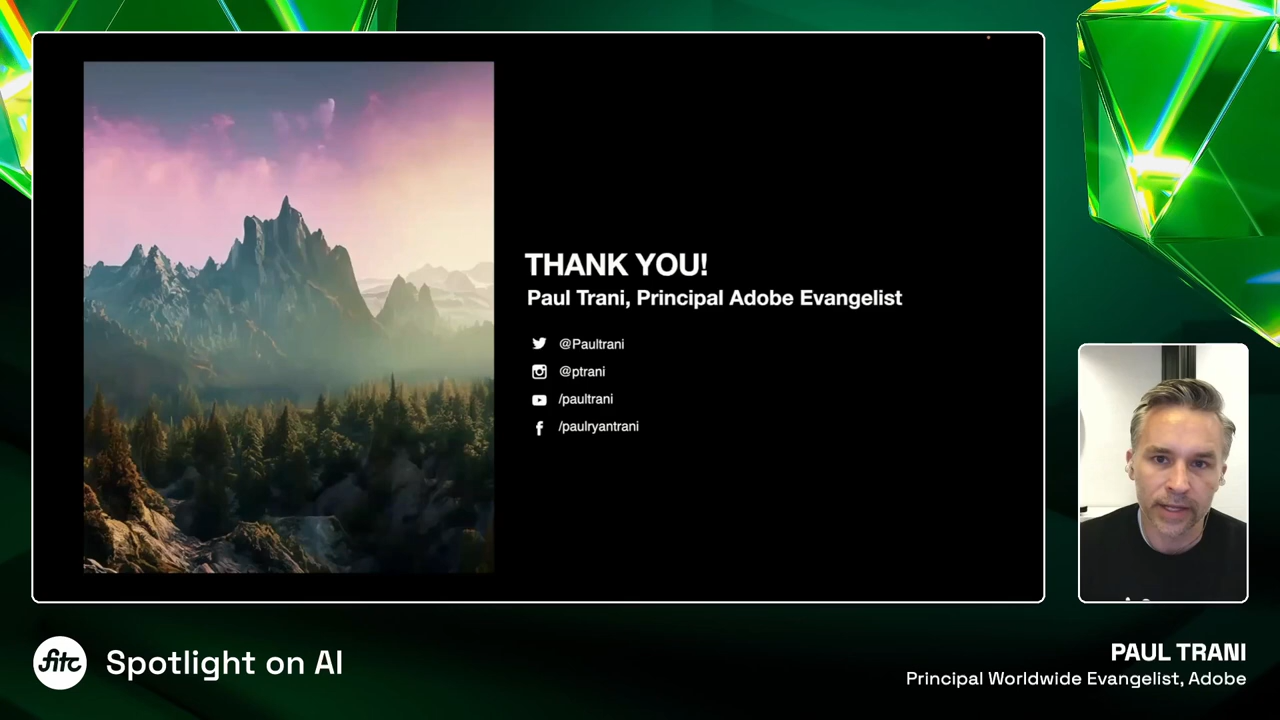 THANK YOU!
Paul Trani, Principal Adobe Evangelist
@Paultrani
@ptrani
/paultrani
/paulryantrani
fitc
Spotlight on AI
PAUL TRANI
Principal Worldwide Evangelist, Adobe